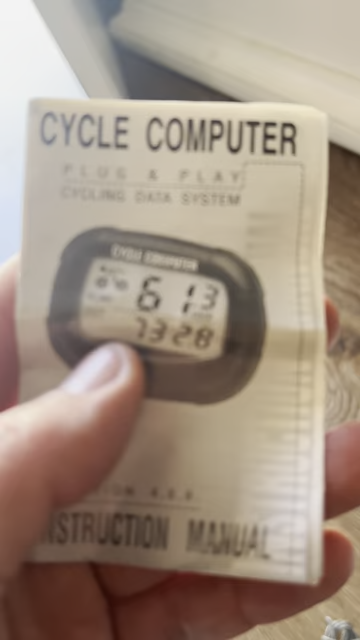 CYCLE COMPUTER
PLUG & PLAY
CYCLING DATA SYSTEM
CYCLE COMPUTER
613
7328
INSTRUCTION MANUAL